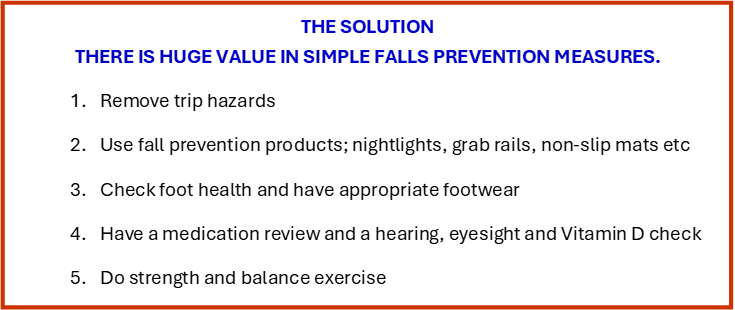 THE SOLUTION
THERE IS HUGE VALUE IN SIMPLE FALLS PREVENTION MEASURES.
1. Remove trip hazards
2. Use fall prevention products; nightlights, grab rails, non-slip mats etc
3. Check foot health and have appropriate footwear
4. Have a medication review and a hearing, eyesight and Vitamin D check
5. Do strength and balance exercise